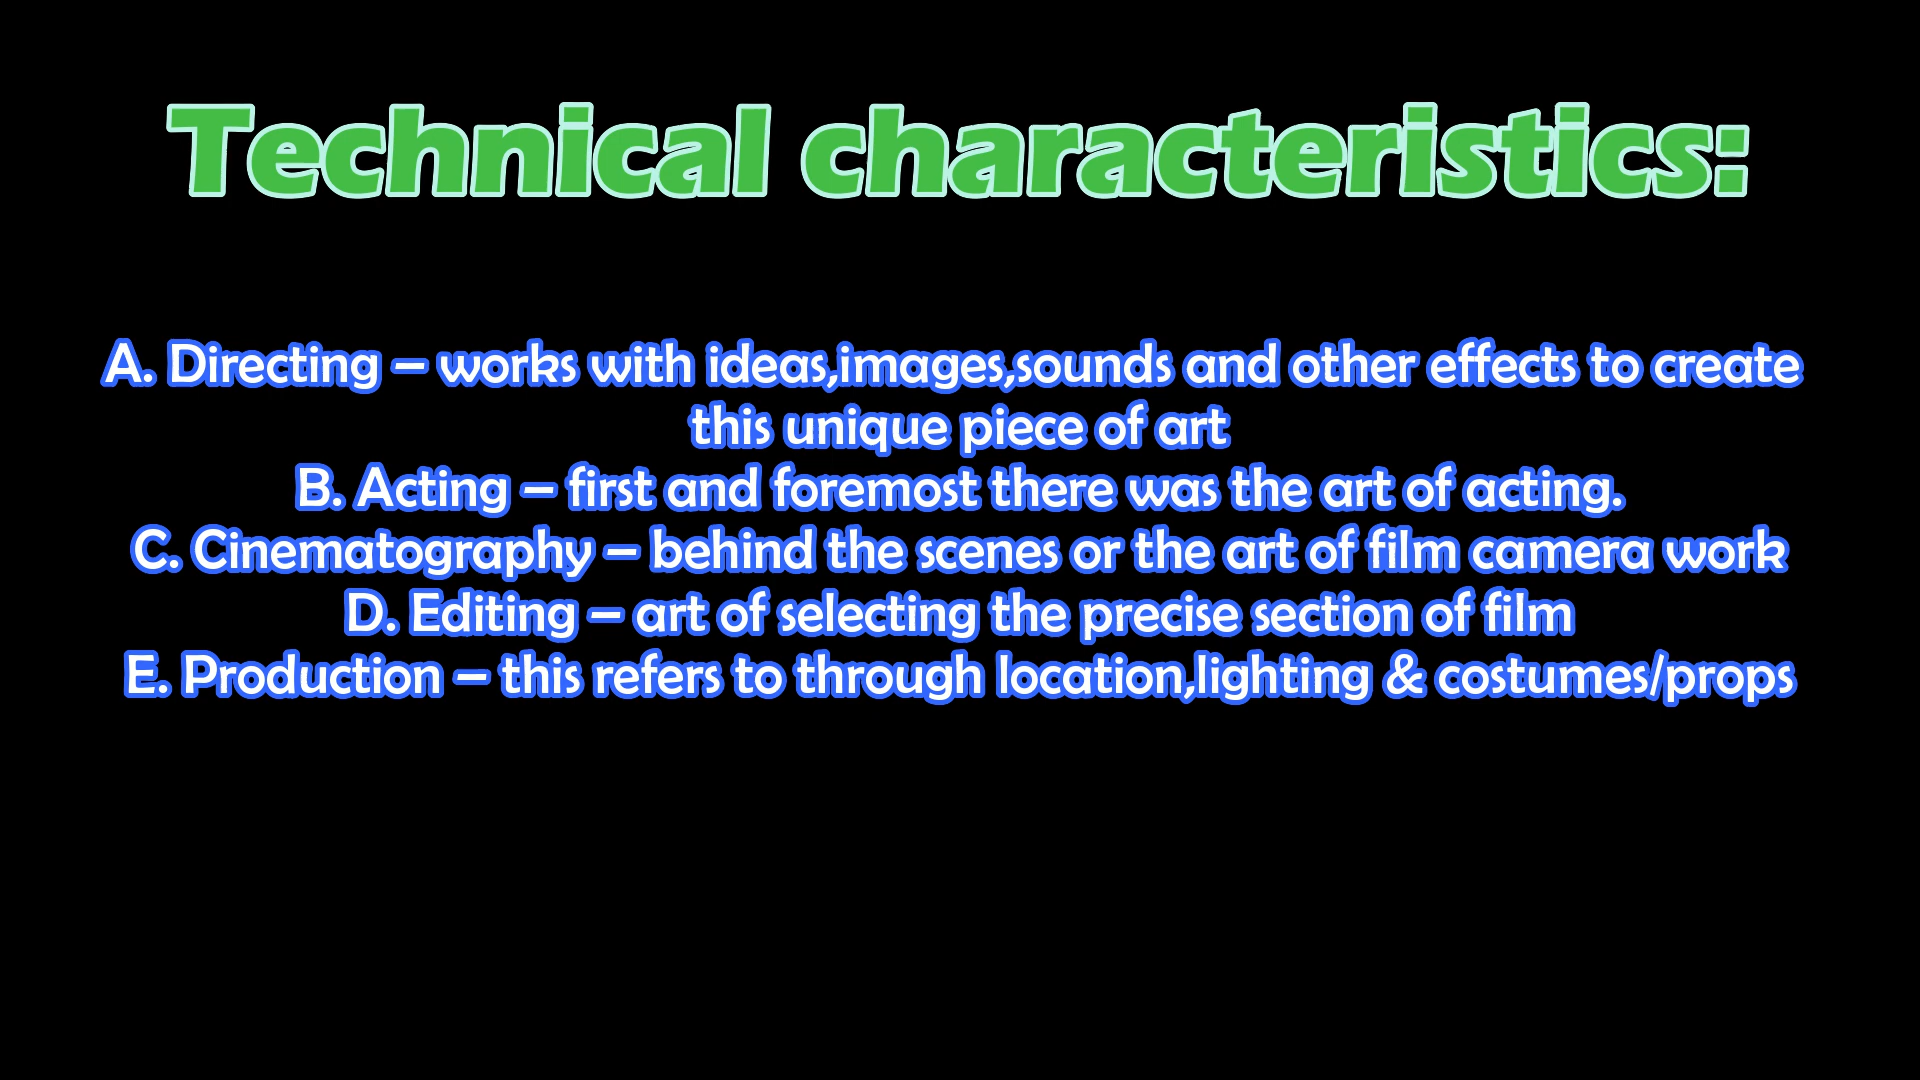 Technical characteristics:
A. Directing – works with ideas,images,sounds and other effects to create
this unique piece of art
B. Acting – first and foremost there was the art of acting.
C. Cinematography – behind the scenes or the art of film camera work
D. Editing – art of selecting the precise section of film
E. Production – this refers to through location,lighting & costumes/props